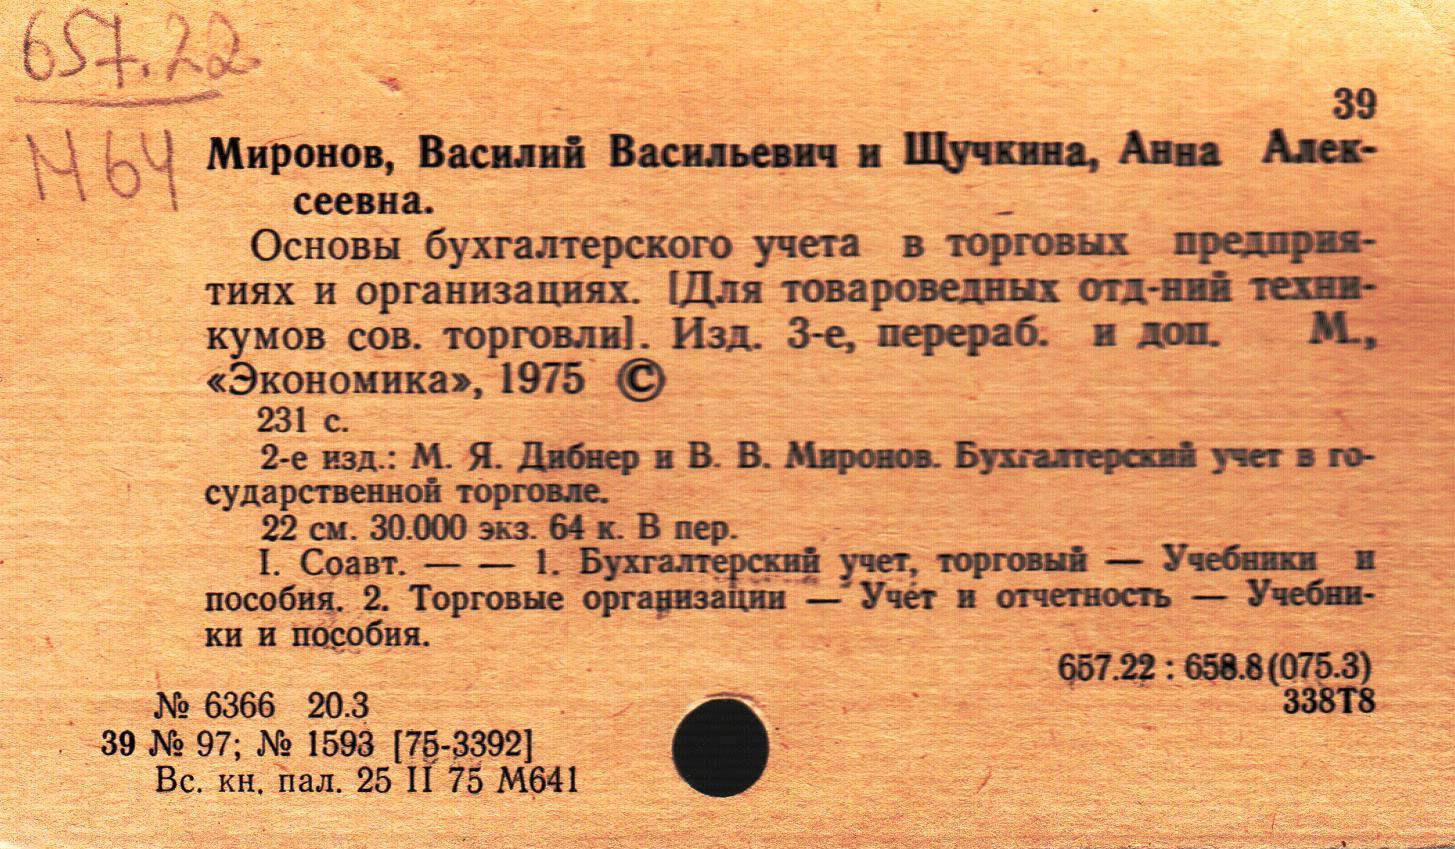 657.22
М64
39
Миронов, Василий Васильевич и Щучкина, Анна Алек-
сеевна.
Основы бухгалтерского учета в торговых предприя-
тиях и организациях. [Для товароведных отд-ний техни-
кумов сов. торговли]. Изд. 3-е, перераб. и доп. М.,
«Экономика», 1975 ©
231 с.
2-е изд.: М. Я. Дибнер и В. В. Миронов. Бухгалтерский учет в го-
сударственной торговле.
22 см. 30.000 экз. 64 к. В пер.
I. Соавт. — — 1. Бухгалтерский учет, торговый — Учебники и
пособия. 2. Торговые организации — Учет и отчетность — Учебни-
ки и пособия.
657.22 : 658.8(075.3)
338Т8
№ 6366 20.3
39 № 97; № 1593 [75-3392]
Вс. кн. пал. 25 II 75 М641